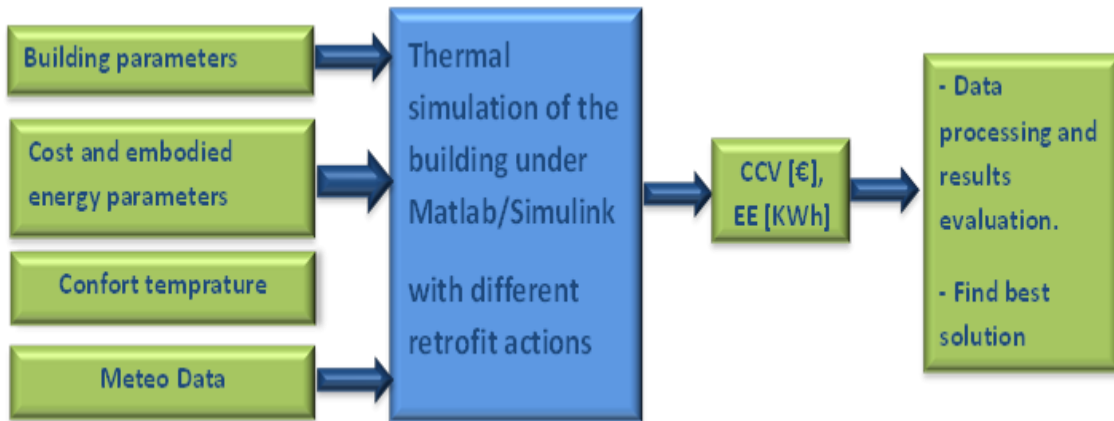 Building parameters
Cost and embodied
energy parameters
Confort temprature
Meteo Data
Thermal
simulation of the
building under
Matlab/Simulink
with different
retrofit actions
CCV [€],
EE [KWh]
- Data
processing and
results
evaluation.
- Find best
solution